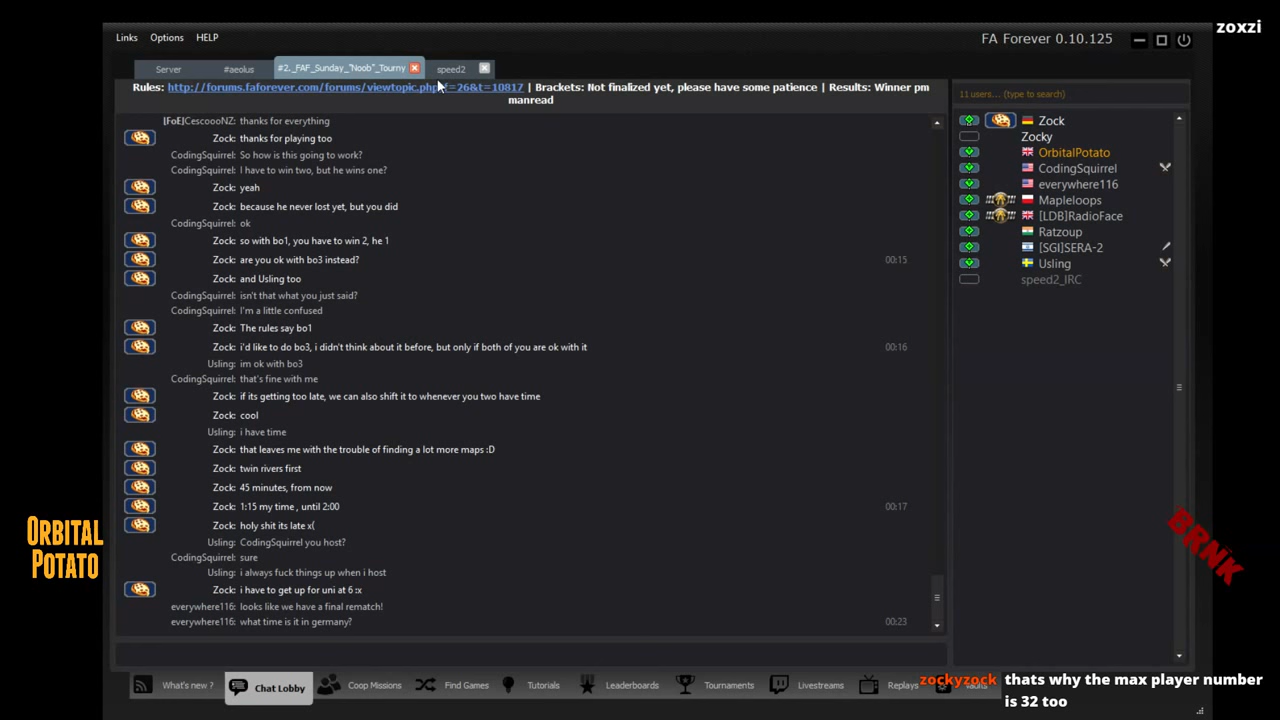 zoxzi
Links Options HELP
FA Forever 0.10.125
Server #aeolus #2._FAF_Sunday_"Noob"_Tourny speed2
Rules: http://forums.faforever.com/forums/viewtopic.php?f=26&t=10817 | Brackets: Not finalized yet, please have some patience | Results: Winner pm
manread
11 users... (type to search)
[FoE]CescoooNZ: thanks for everything
Zock: thanks for playing too
CodingSquirrel: So how is this going to work?
CodingSquirrel: I have to win two, but he wins one?
Zock: yeah
Zock: because he never lost yet, but you did
CodingSquirrel: ok
Zock: so with bo1, you have to win 2, he 1
Zock: are you ok with bo3 instead? 00:15
Zock: and Usling too
CodingSquirrel: isn't that what you just said?
CodingSquirrel: I'm a little confused
Zock: The rules say bo1
Zock: i'd like to do bo3, i didn't think about it before, but only if both of you are ok with it 00:16
Usling: im ok with bo3
CodingSquirrel: that's fine with me
Zock: if its getting too late, we can also shift it to whenever you two have time
Zock: cool
Usling: i have time
Zock: that leaves me with the trouble of finding a lot more maps :D
Zock: twin rivers first
Zock: 45 minutes, from now
Zock: 1:15 my time , until 2:00 00:17
Zock: holy shit its late x(
Usling: CodingSquirrel you host?
CodingSquirrel: sure
Usling: i always fuck things up when i host
Zock: i have to get up for uni at 6 :x
everywhere116: looks like we have a final rematch!
everywhere116: what time is it in germany? 00:23
Zock
Zocky
OrbitalPotato
CodingSquirrel
everywhere116
Mapleloops
[LDB]RadioFace
Ratzoup
[SGI]SERA-2
Usling
speed2_IRC
ORBITAL
POTATO
BRNK
What's new ? Chat Lobby Coop Missions Find Games Tutorials Leaderboards Tournaments Livestreams Replays Vaults
zockyzock thats why the max player number
is 32 too